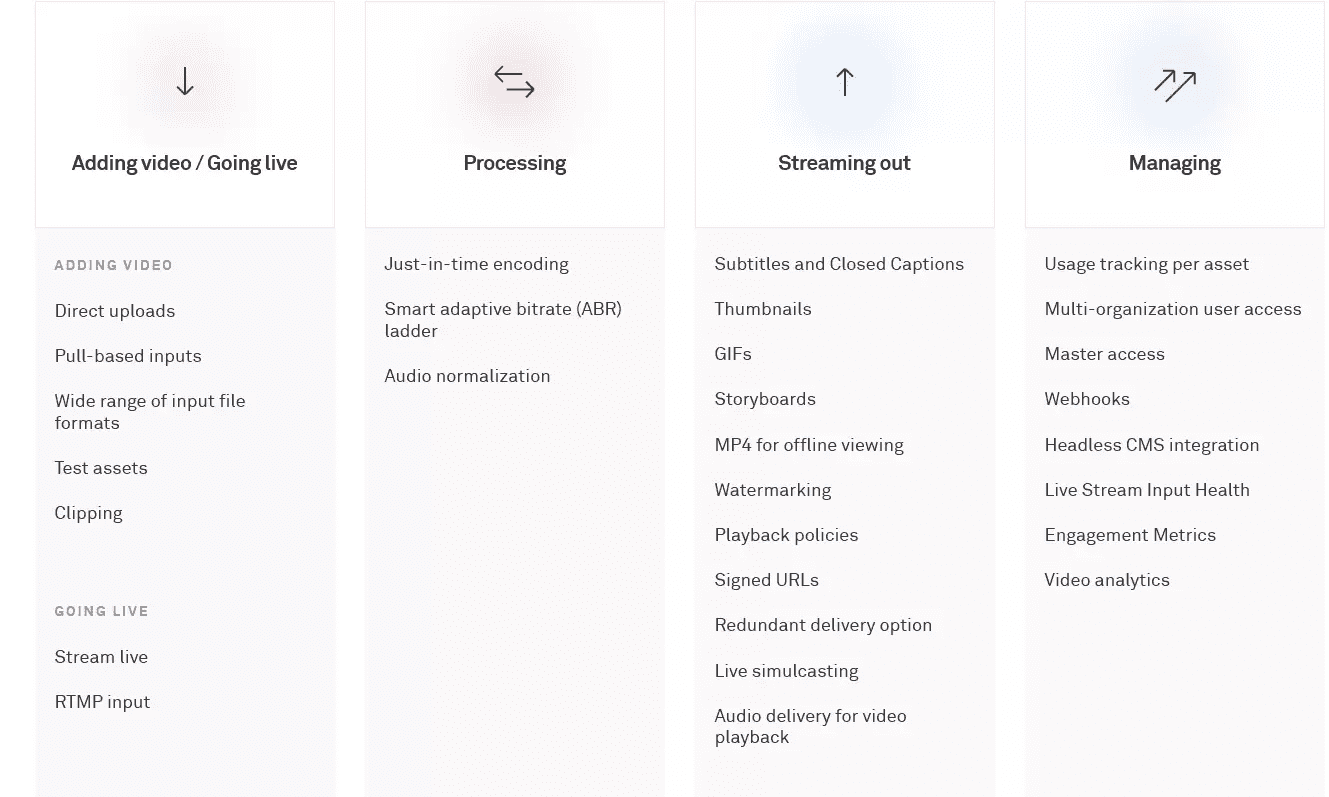 Adding video / Going live
ADDING VIDEO
Direct uploads
Pull-based inputs
Wide range of input file
formats
Test assets
Clipping
GOING LIVE
Stream live
RTMP input
Processing
Just-in-time encoding
Smart adaptive bitrate (ABR)
ladder
Audio normalization
Streaming out
Subtitles and Closed Captions
Thumbnails
GIFs
Storyboards
MP4 for offline viewing
Watermarking
Playback policies
Signed URLs
Redundant delivery option
Live simulcasting
Audio delivery for video
playback
Managing
Usage tracking per asset
Multi-organization user access
Master access
Webhooks
Headless CMS integration
Live Stream Input Health
Engagement Metrics
Video analytics